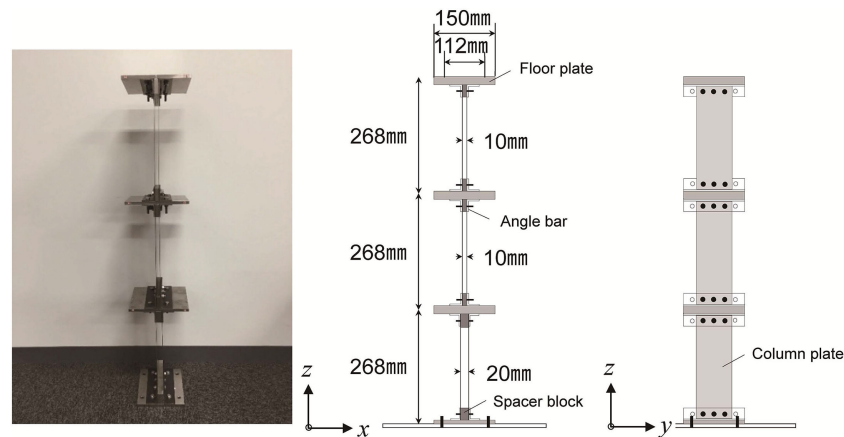 150mm
112mm
Floor plate
268mm
10mm
Angle bar
268mm
10mm
Column plate
268mm
20mm
Spacer block
z
x
z
y